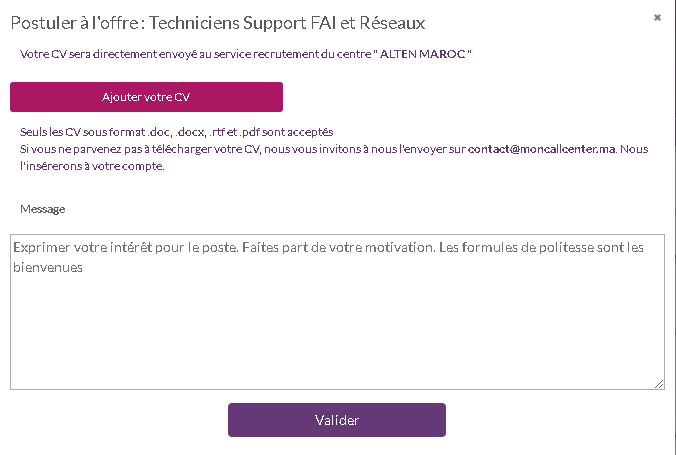 Postuler à l'offre : Techniciens Support FAI et Réseaux
Votre CV sera directement envoyé au service recrutement du centre " ALTEN MAROC "
Ajouter votre CV
Seuls les CV sous format .doc, .docx, .rtf et .pdf sont acceptés
Si vous ne parvenez pas à télécharger votre CV, nous vous invitons à nous l'envoyer sur contact@moncallcenter.ma. Nous
l'insérerons à votre compte.
Message
Exprimer votre intérêt pour le poste. Faites part de votre motivation. Les formules de politesse sont les
bienvenues
Valider